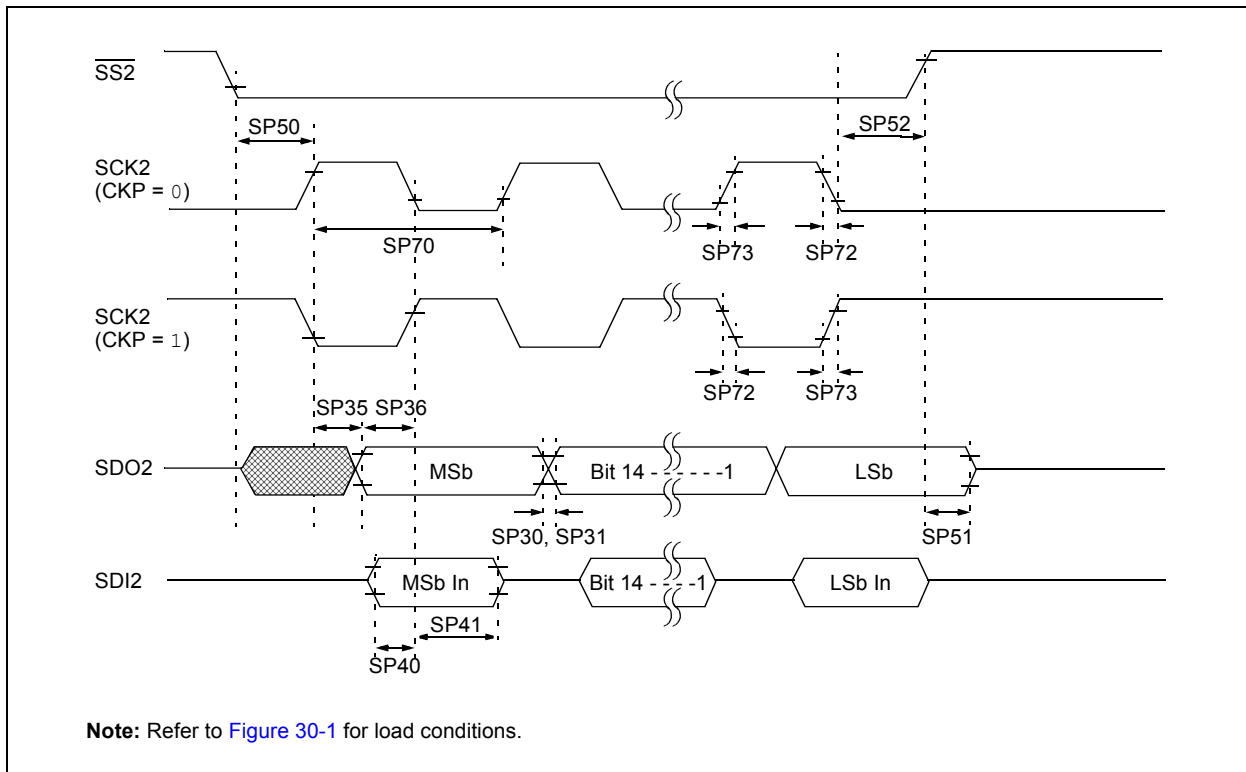 SS2
SP50
SP52
SCK2
(CKP = 0)
SP70
SP73
SP72
SCK2
(CKP = 1)
SP72
SP73
SP35 SP36
SDO2
MSb
Bit 14 - - - - - -1
LSb
SP30, SP31
SP51
SDI2
MSb In
Bit 14 - - - -1
LSb In
SP41
SP40
Note: Refer to Figure 30-1 for load conditions.